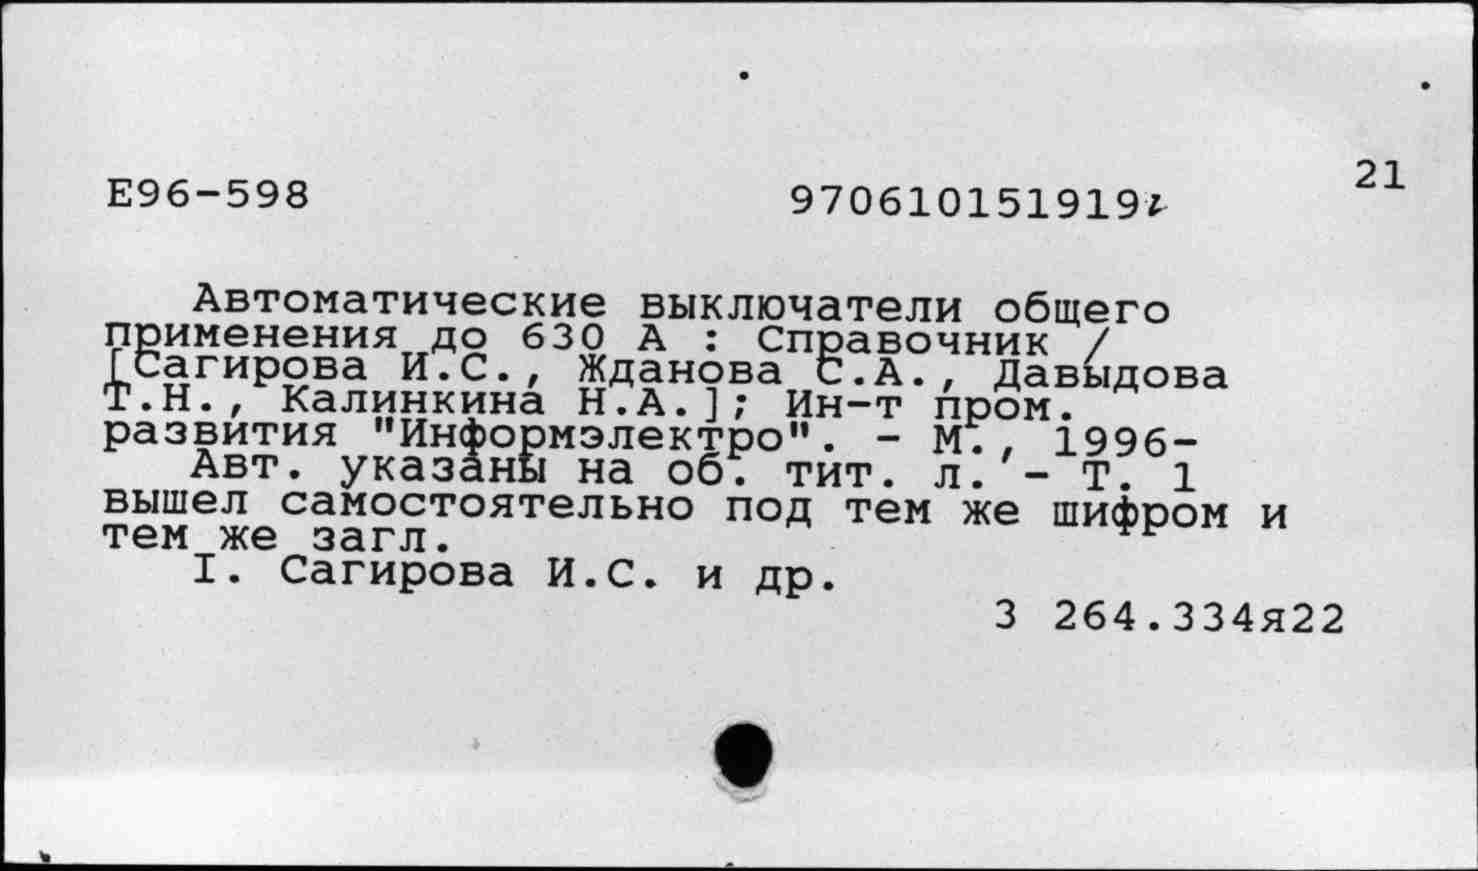 21
E96-598 970610151919
Автоматические выключатели общего
применения до 630 А : Справочник /
[Сагирова И.С., Жданова С.А., Давыдова
Т.Н., Калинкина Н.А.]; Ин-т пром.
развития "Информэлектро". - М., 1996-
Авт. указаны на об. тит. л. - Т. 1
вышел самостоятельно под тем же шифром и
тем же загл.
I. Сагирова И.С. и др.
З 264.334я22